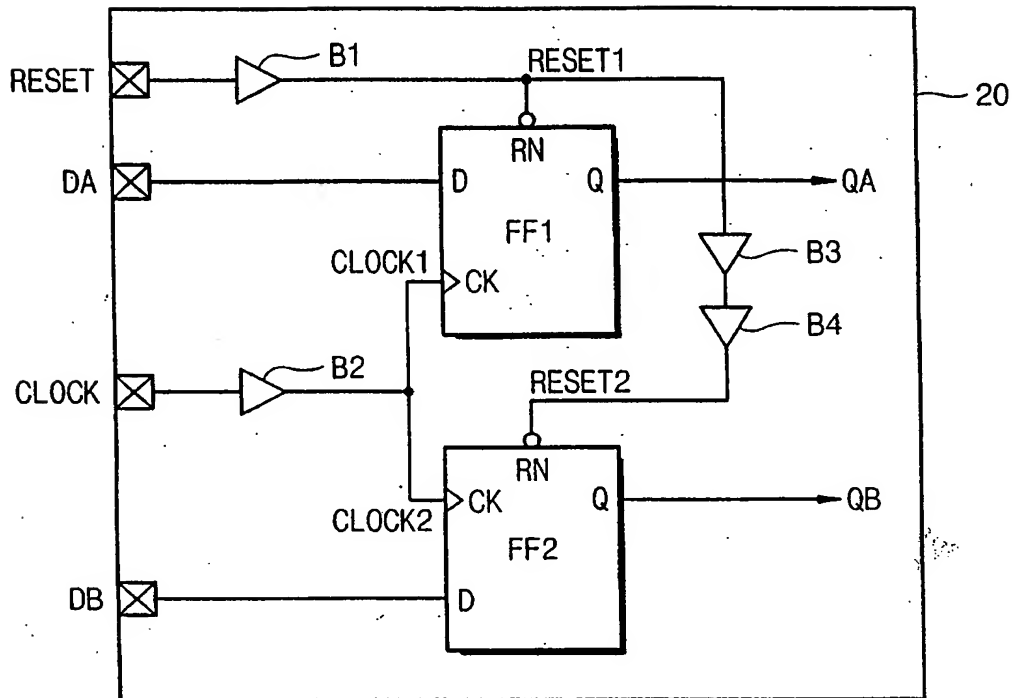 RESET
B1
RESET1
20
RN
DA
D
Q
QA
FF1
B3
CLOCK1
CK
B4
CLOCK
B2
RESET2
RN
CK
Q
QB
CLOCK2
FF2
DB
D